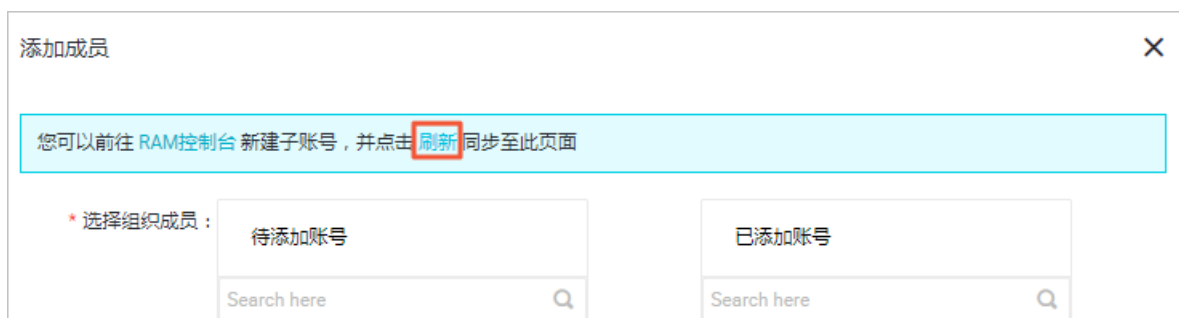 添加成员
您可以前往 RAM控制台 新建子账号，并点击 刷新 同步至此页面
* 选择组织成员：
待添加账号
已添加账号
Search here
Search here